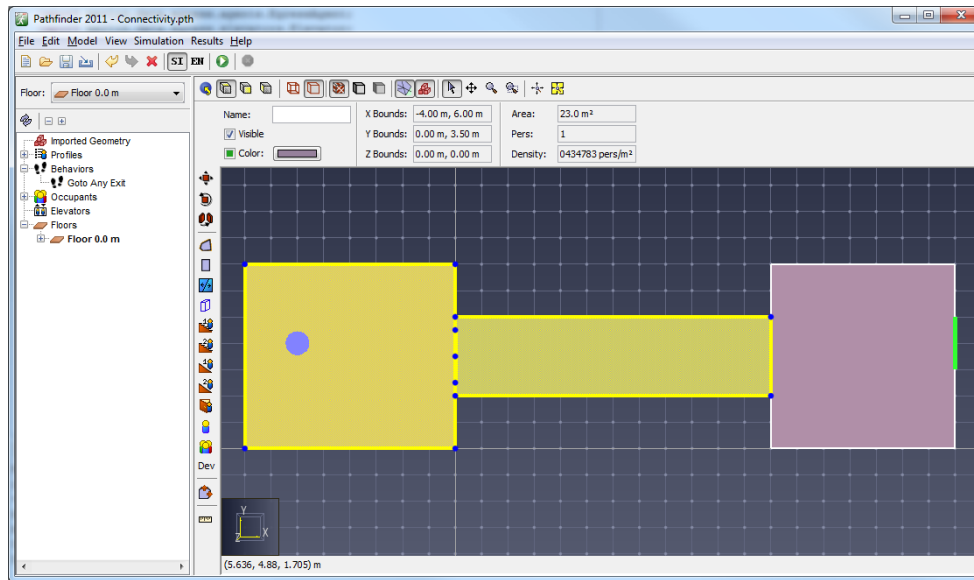 Pathfinder 2011 - Connectivity.pth
File Edit Model View Simulation Results Help
SI EN
Floor: Floor 0.0 m
Name: X Bounds: -4.00 m, 6.00 m Area: 23.0 m²
Visible Y Bounds: 0.00 m, 3.50 m Pers: 1
Color: Z Bounds: 0.00 m, 0.00 m Density: 0434783 pers/m²
Imported Geometry
Profiles
Behaviors
Goto Any Exit
Occupants
Elevators
Floors
Floor 0.0 m
Dev
Y
Z X
(5.636, 4.88, 1.705) m